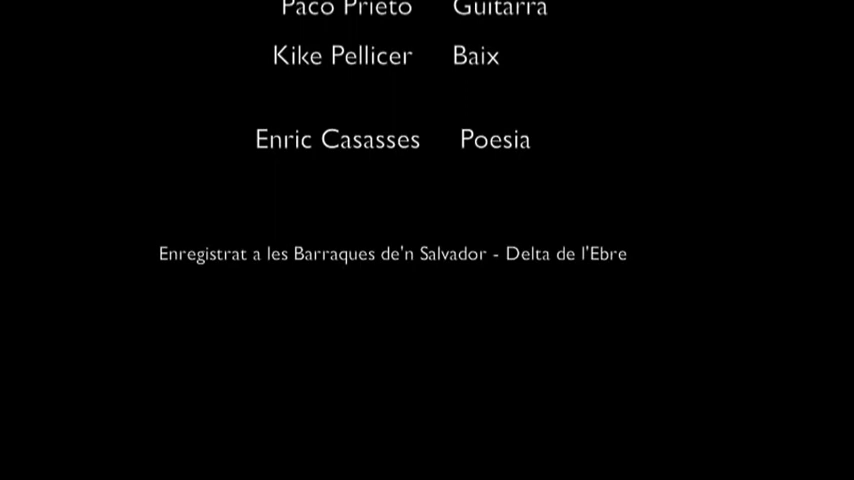 Paco Prieto Guitarra
Kike Pellicer Baix
Enric Casasses Poesia
Enregistrat a les Barraques de'n Salvador - Delta de l'Ebre